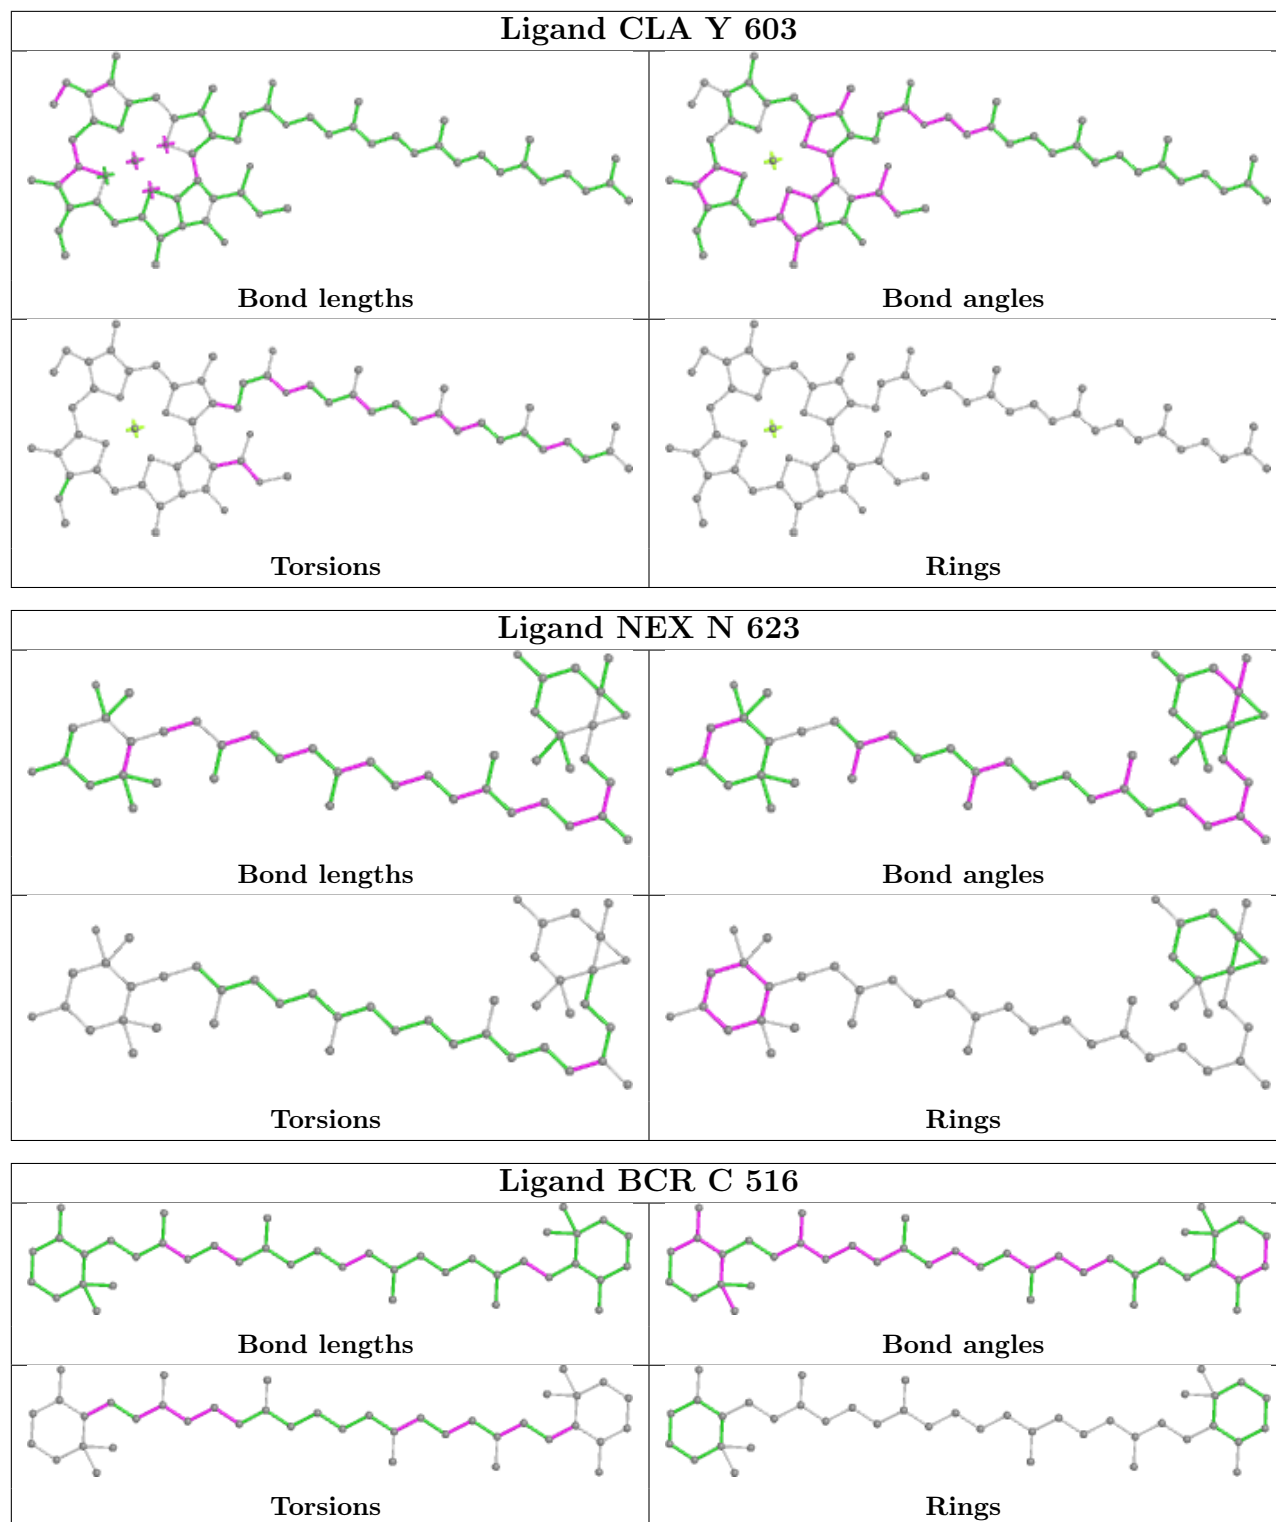 Ligand CLA Y 603
Bond lengths
Bond angles
Torsions
Rings
Ligand NEX N 623
Bond lengths
Bond angles
Torsions
Rings
Ligand BCR C 516
Bond lengths
Bond angles
Torsions
Rings